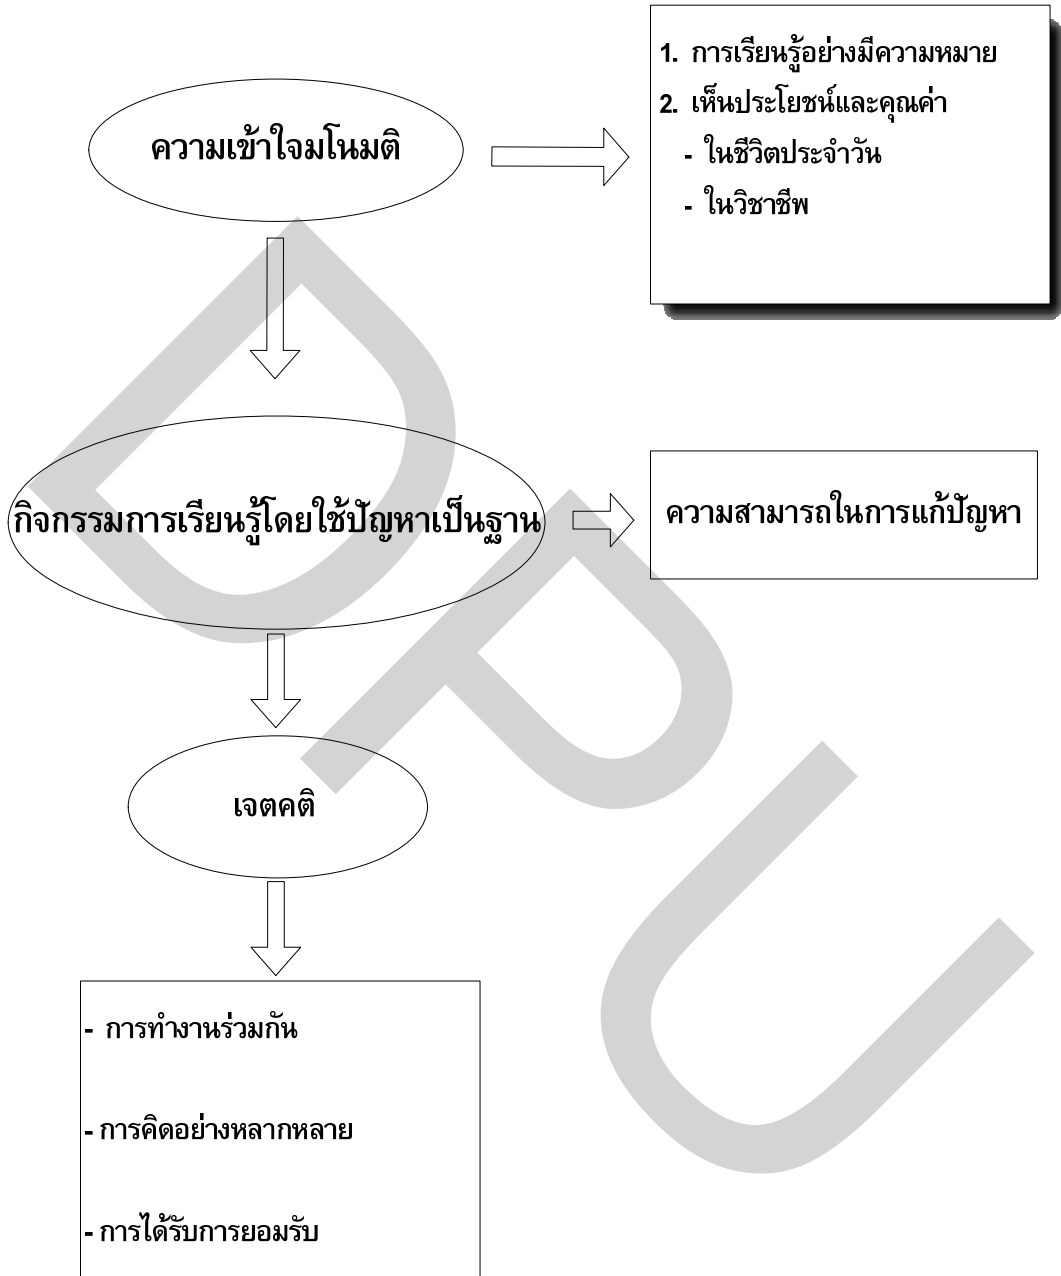 ความเข้าใจมโนมติ
1. การเรียนรู้อย่างมีความหมาย
2. เห็นประโยชน์และคุณค่า
- ในชีวิตประจำวัน
- ในวิชาชีพ
กิจกรรมการเรียนรู้โดยใช้ปัญหาเป็นฐาน
ความสามารถในการแก้ปัญหา
เจตคติ
- การทำงานร่วมกัน
- การคิดอย่างหลากหลาย
- การได้รับการยอมรับ
DPU